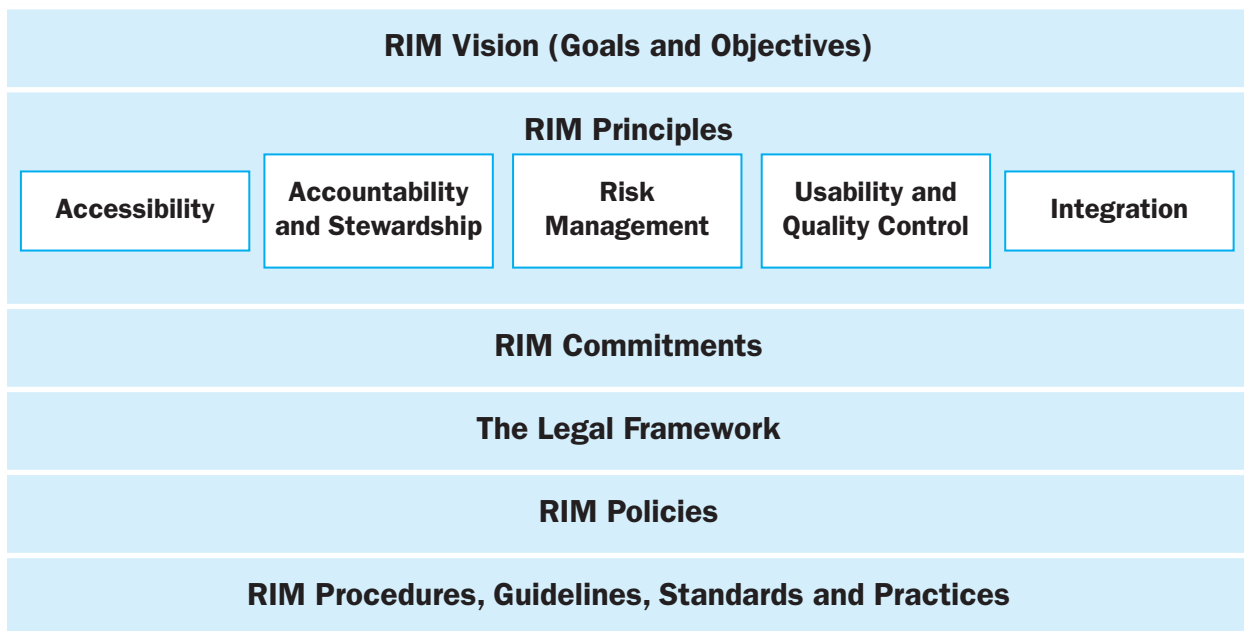 RIM Vision (Goals and Objectives)
RIM Principles
Accessibility
Accountability
and Stewardship
Risk
Management
Usability and
Quality Control
Integration
RIM Commitments
The Legal Framework
RIM Policies
RIM Procedures, Guidelines, Standards and Practices